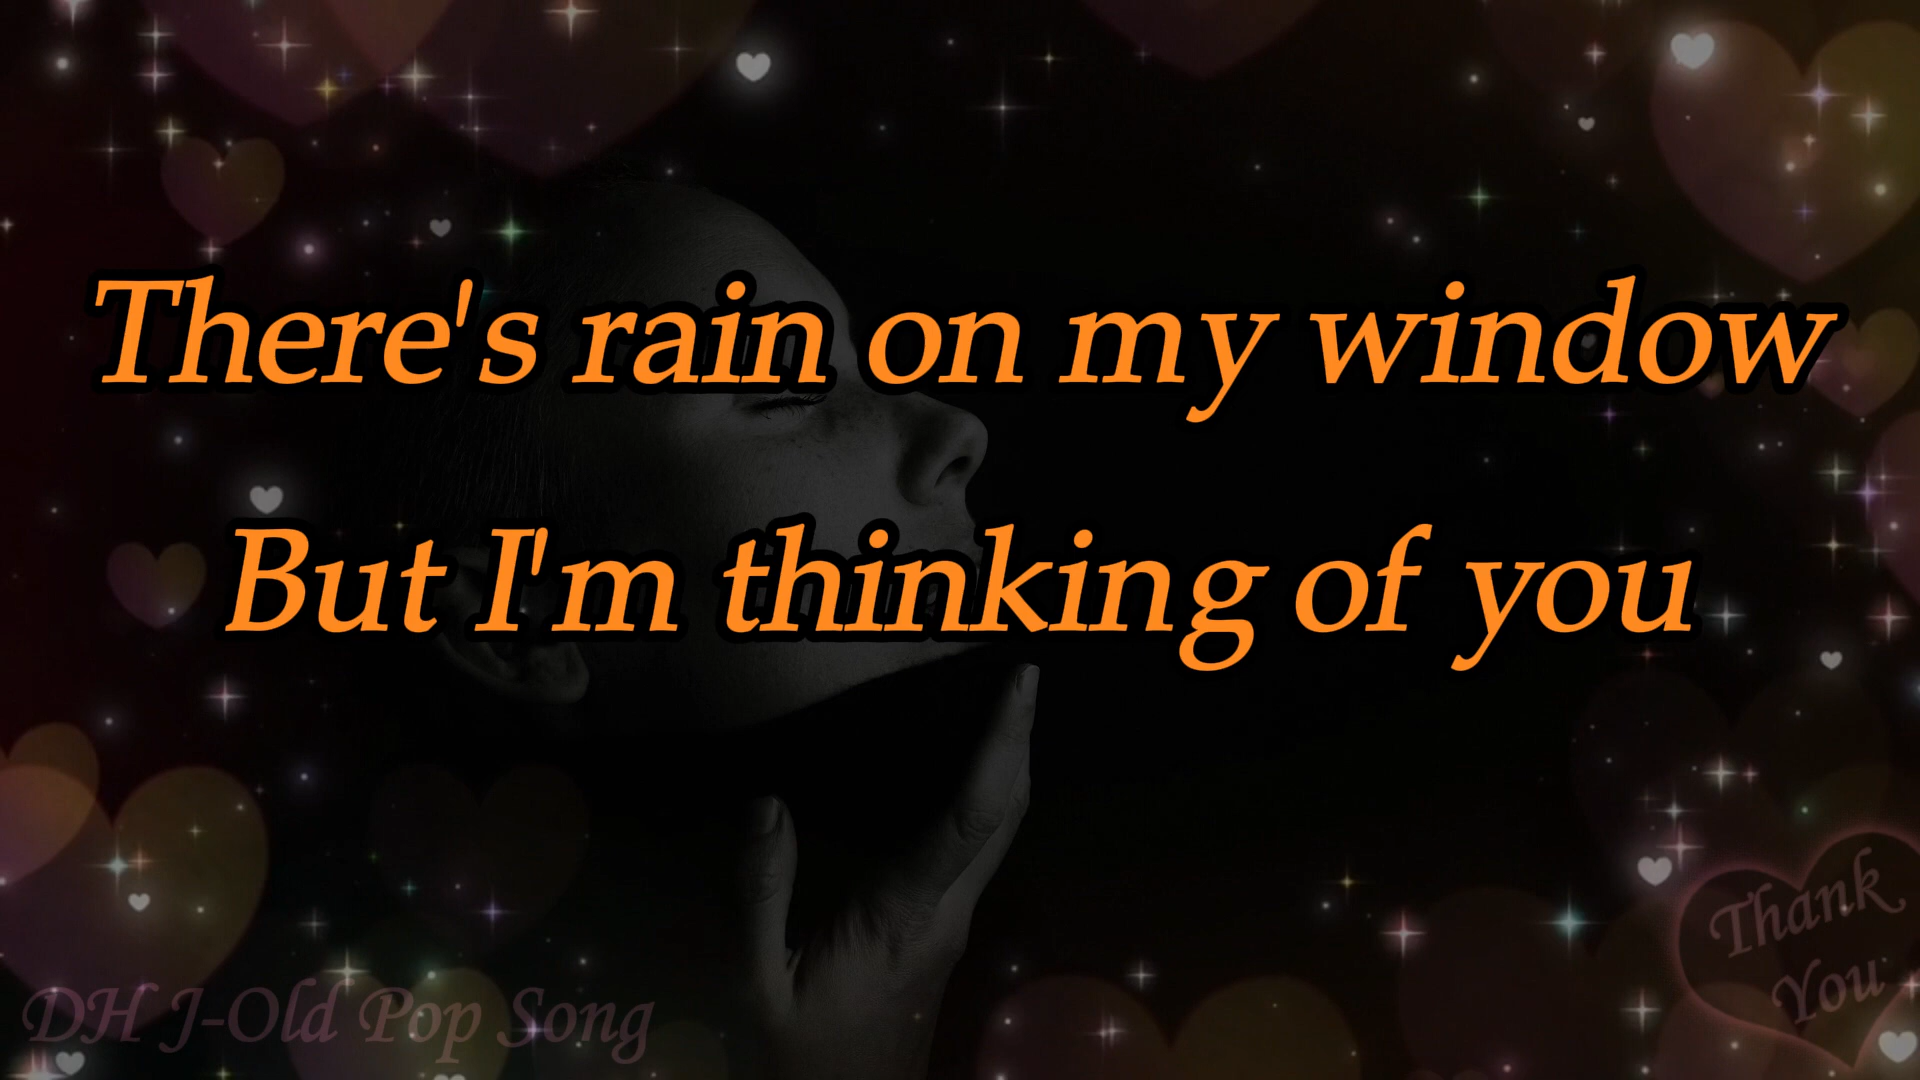 There's rain on my window
But I'm thinking of you
Thank
You
DH J-Old Pop Song